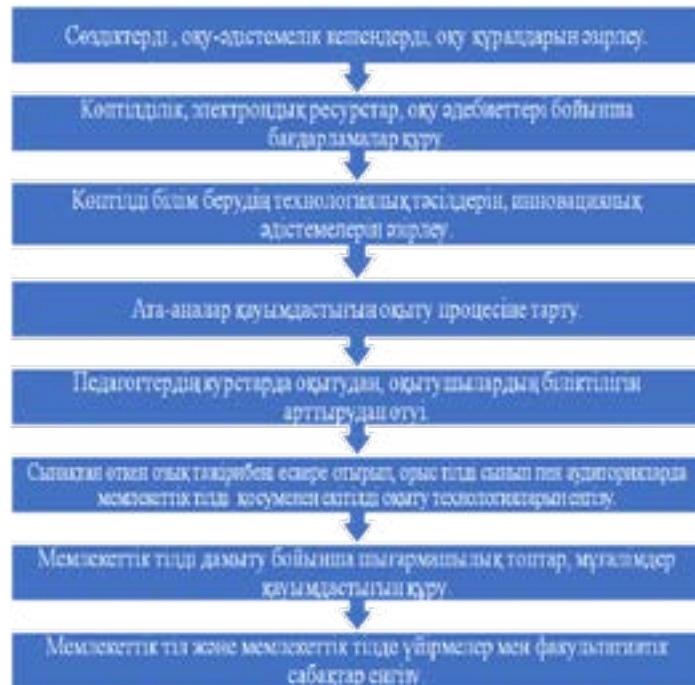 Сөздіктерді , оқу-әдістемелік кешендерді, оқу құралдарын әзірлеу.
Көптілділік, электрондық ресурстар, оқу әдебиеттері бойынша
бағдарламалар құру.
Көптілді білім берудің технологиялық тәсілдерін, инновациялық
әдістемелерін әзірлеу.
Ата-аналар қауымдастығын оқыту процесіне тарту.
Педагогтердің курстарда оқытудан, оқытушылардың біліктілігін
арттырудан өтуі.
Сынақтан өткен озық тәжірибені ескере отырып, орыс тілді сынып пен аудиторияларда
мемлекеттік тілді қосумен екітілді оқыту технологияларын енгізу.
Мемлекеттік тілді дамыту бойынша шығармашылық топтар, мұғалімдер
қауымдастығын құру.
Мемлекеттік тіл және мемлекеттік тілде үйірмелер мен факультативтік
сабақтар енгізу.